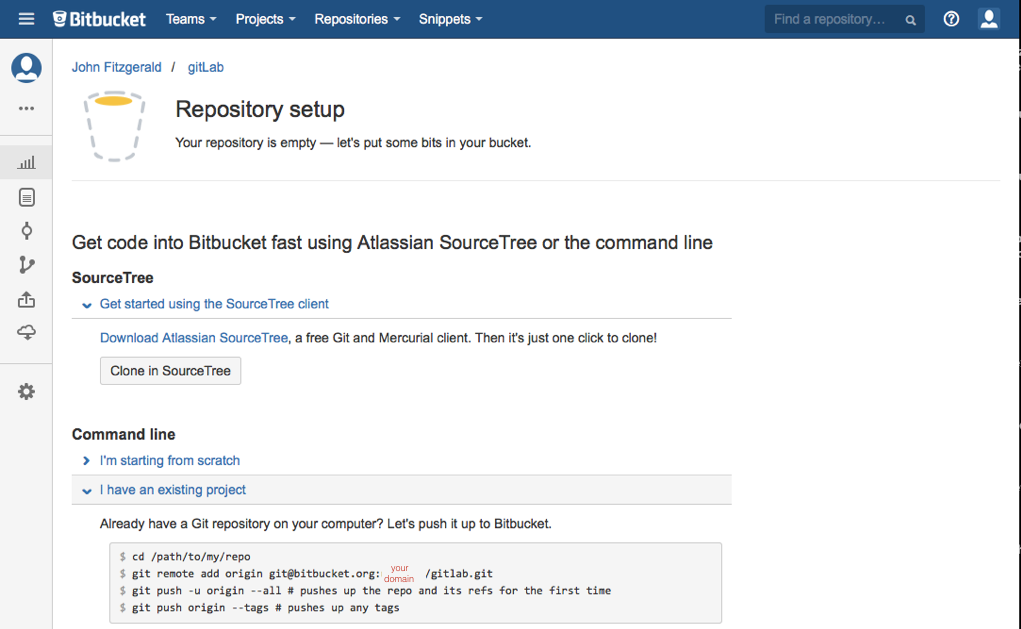 Bitbucket Teams Projects Repositories Snippets Find a repository...
John Fitzgerald / gitLab
Repository setup
Your repository is empty — let's put some bits in your bucket.
Get code into Bitbucket fast using Atlassian SourceTree or the command line
SourceTree
Get started using the SourceTree client
Download Atlassian SourceTree, a free Git and Mercurial client. Then it's just one click to clone!
Clone in SourceTree
Command line
I'm starting from scratch
I have an existing project
Already have a Git repository on your computer? Let's push it up to Bitbucket.
$ cd /path/to/my/repo
$ git remote add origin git@bitbucket.org: your domain /gitlab.git
$ git push -u origin --all # pushes the repo and its refs for the first time
$ git push origin --tags # pushes up any tags